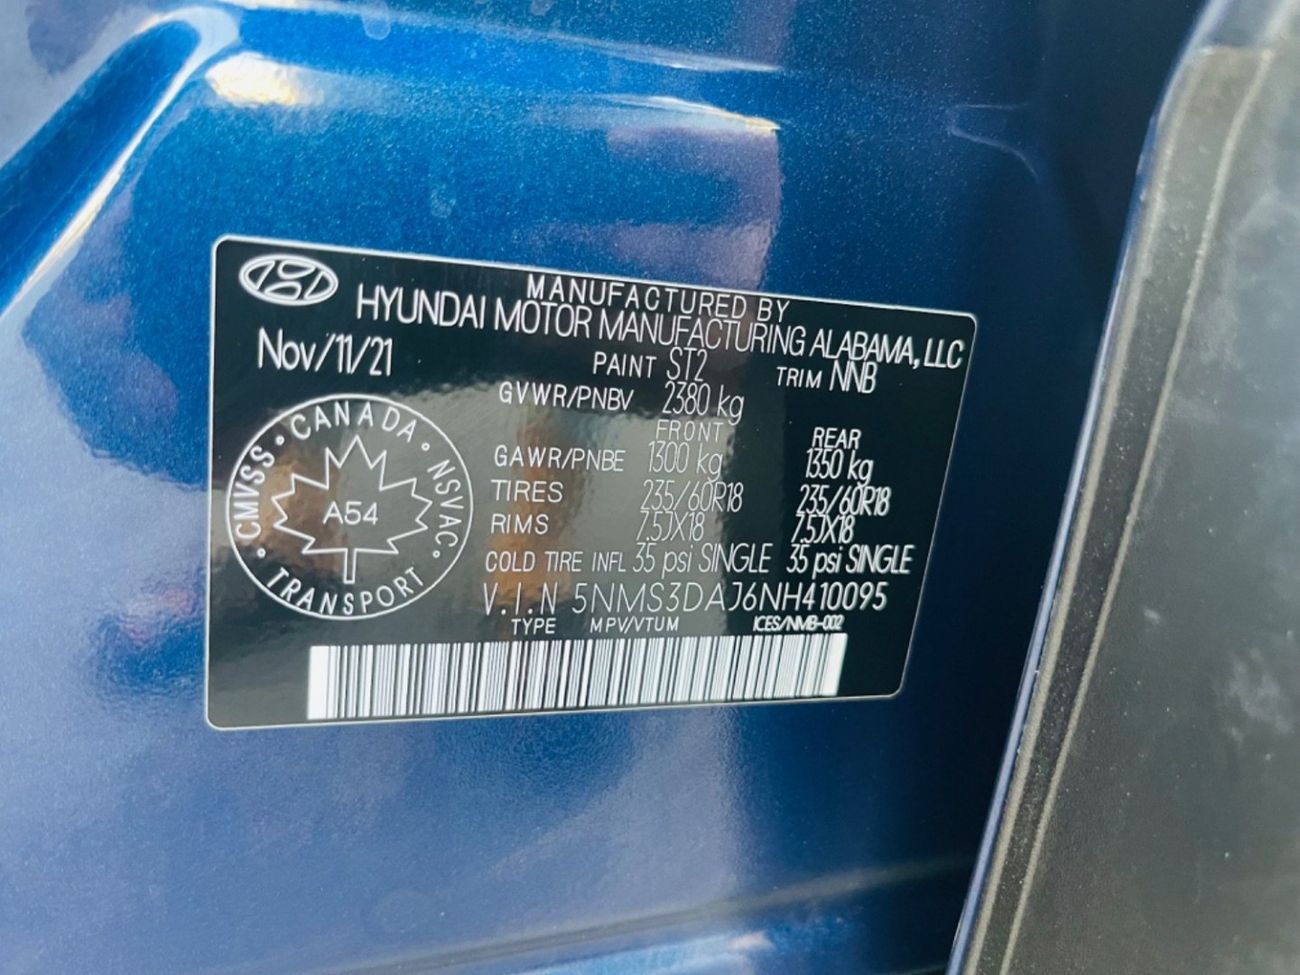 MANUFACTURED BY
HYUNDAI MOTOR MANUFACTURING ALABAMA, LLC
Nov/11/21
PAINT ST2 TRIM NNB
GVWR/PNBV 2380 kg
FRONT REAR
GAWR/PNBE 1300 kg 1350 kg
TIRES 235/60R18 235/60R18
RIMS 7.5JX18 7.5JX18
COLD TIRE INFL 35 psi SINGLE 35 psi SINGLE
V.I.N 5NMS3DAJ6NH410095
TYPE MPV/VTUM ICES/NMB-002
CMVSS · CANADA · NSVAC · TRANSPORT ·
A54